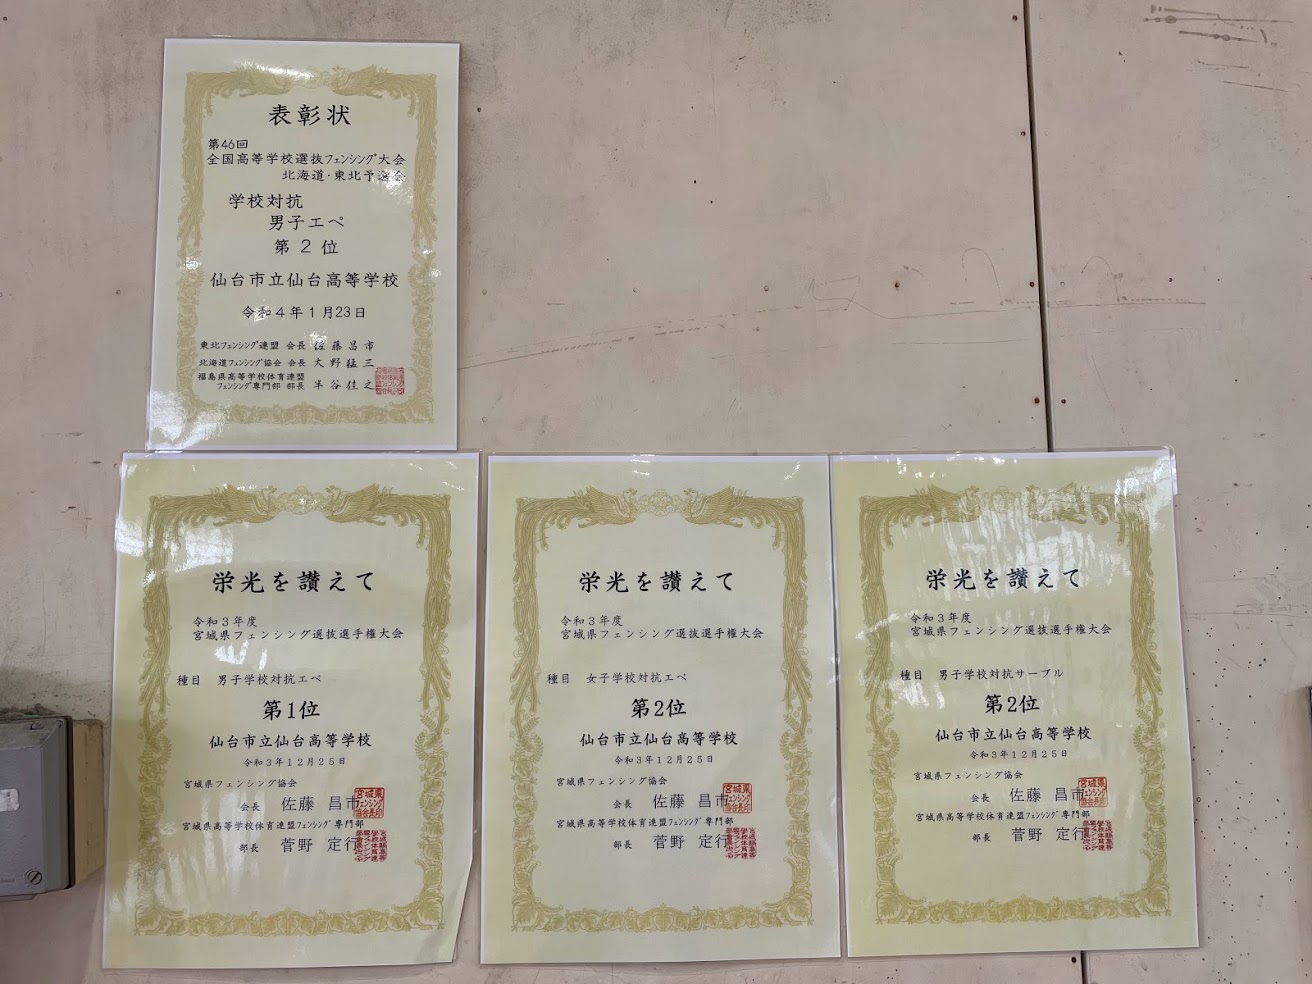 表彰状
第46回
全国高等学校選抜フェンシング大会
北海道・東北予選会
学校対抗
男子エペ
第2位
仙台市立仙台高等学校
令和4年1月23日
東北フェンシング連盟 会長 佐藤昌市
北海道フェンシング協会 会長 大野猛三
福島県高等学校体育連盟
フェンシング専門部 部長 半谷佳之
栄光を讃えて
令和3年度
宮城県フェンシング選抜選手権大会
種目 男子学校対抗エペ
第1位
仙台市立仙台高等学校
令和3年12月25日
宮城県フェンシング協会
会長 佐藤 昌市
宮城県高等学校体育連盟フェンシング専門部
部長 菅野 定行
栄光を讃えて
令和3年度
宮城県フェンシング選抜選手権大会
種目 女子学校対抗エペ
第2位
仙台市立仙台高等学校
令和3年12月25日
宮城県フェンシング協会
会長 佐藤 昌市
宮城県高等学校体育連盟フェンシング専門部
部長 菅野 定行
栄光を讃えて
令和3年度
宮城県フェンシング選抜選手権大会
種目 男子学校対抗サーブル
第2位
仙台市立仙台高等学校
令和3年12月25日
宮城県フェンシング協会
会長 佐藤 昌市
宮城県高等学校体育連盟フェンシング専門部
部長 菅野 定行